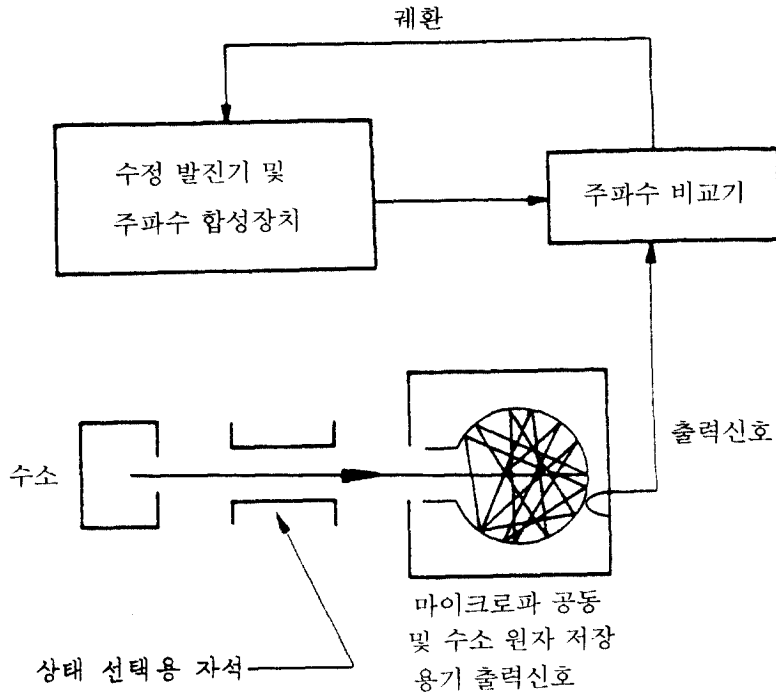 궤환
수정 발진기 및
주파수 합성장치
주파수 비교기
출력신호
수소
마이크로파 공동
및 수소 원자 저장
용기 출력신호
상태 선택용 자석